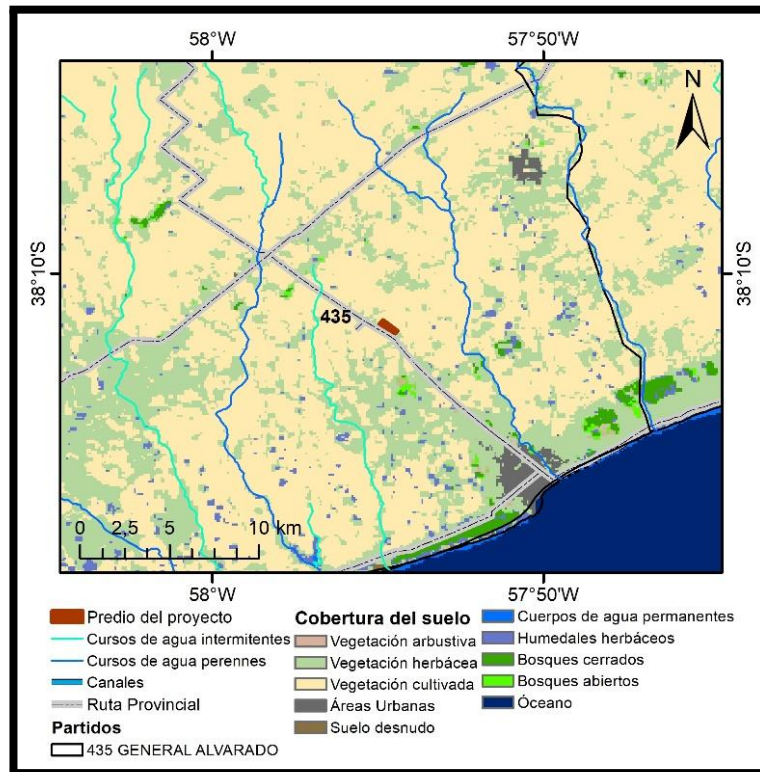 58°W
57°50'W
N
38°10'S
38°10'S
435
0 2,5 5 10 km
58°W
57°50'W
Predio del proyecto
Cursos de agua intermitentes
Cursos de agua perennes
Canales
Ruta Provincial
Partidos
435 GENERAL ALVARADO
Cobertura del suelo
Vegetación arbustiva
Vegetación herbácea
Vegetación cultivada
Áreas Urbanas
Suelo desnudo
Cuerpos de agua permanentes
Humedales herbáceos
Bosques cerrados
Bosques abiertos
Óceano